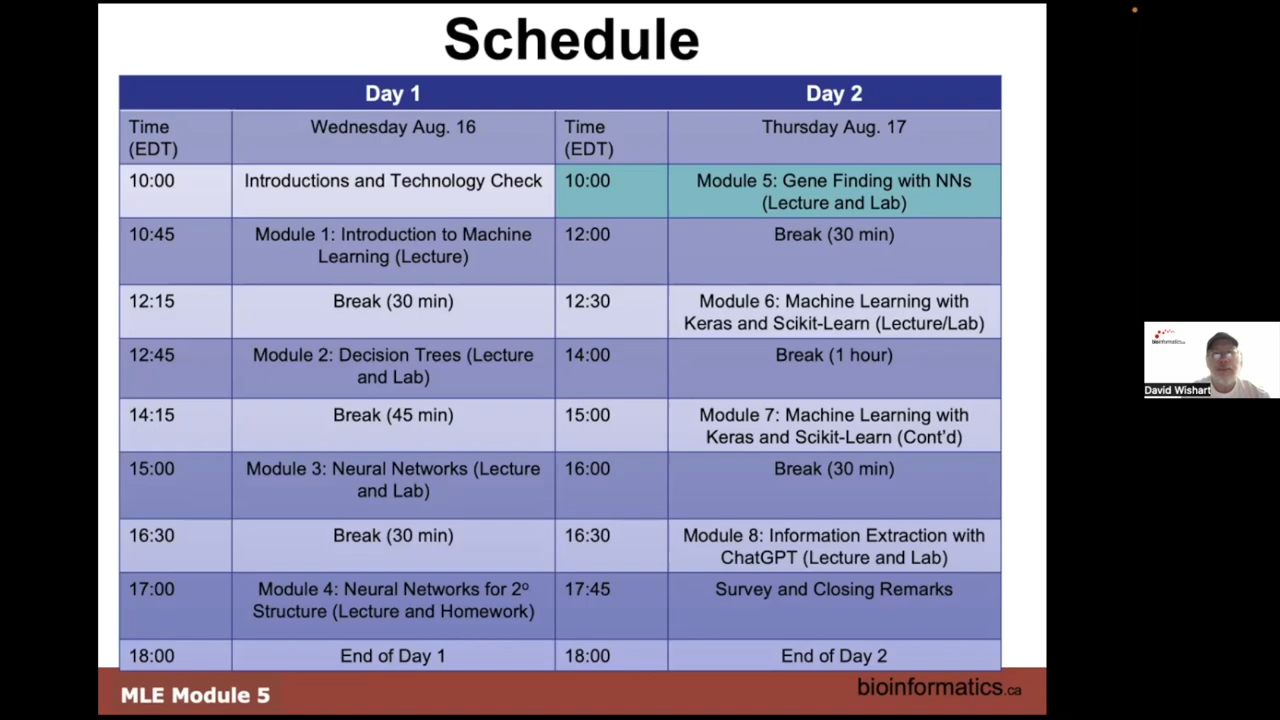 Schedule
Day 1
Day 2
Time
(EDT)
Wednesday Aug. 16
Time
(EDT)
Thursday Aug. 17
10:00
Introductions and Technology Check
10:00
Module 5: Gene Finding with NNs
(Lecture and Lab)
10:45
Module 1: Introduction to Machine
Learning (Lecture)
12:00
Break (30 min)
12:15
Break (30 min)
12:30
Module 6: Machine Learning with
Keras and Scikit-Learn (Lecture/Lab)
12:45
Module 2: Decision Trees (Lecture
and Lab)
14:00
Break (1 hour)
14:15
Break (45 min)
15:00
Module 7: Machine Learning with
Keras and Scikit-Learn (Cont'd)
15:00
Module 3: Neural Networks (Lecture
and Lab)
16:00
Break (30 min)
16:30
Break (30 min)
16:30
Module 8: Information Extraction with
ChatGPT (Lecture and Lab)
17:00
Module 4: Neural Networks for 2º
Structure (Lecture and Homework)
17:45
Survey and Closing Remarks
18:00
End of Day 1
18:00
End of Day 2
MLE Module 5
bioinformatics.ca
bioinformatics.ca
David Wishart